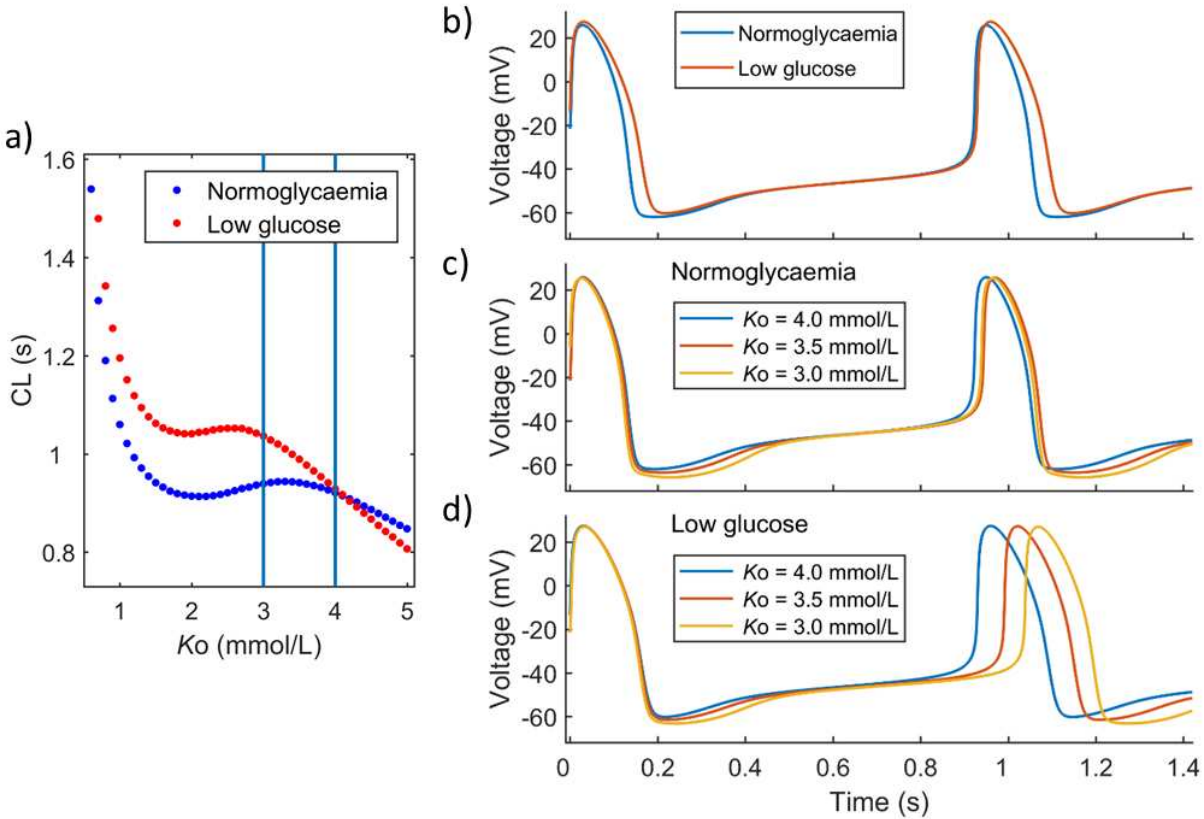 a)
1.6
1.4
1.2
1
0.8
CL (s)
Normoglycaemia
Low glucose
1 2 3 4 5
Ko (mmol/L)
b)
20
0
-20
-40
-60
Voltage (mV)
Normoglycaemia
Low glucose
c)
20
0
-20
-40
-60
Voltage (mV)
Normoglycaemia
Ko = 4.0 mmol/L
Ko = 3.5 mmol/L
Ko = 3.0 mmol/L
d)
20
0
-20
-40
-60
Voltage (mV)
Low glucose
Ko = 4.0 mmol/L
Ko = 3.5 mmol/L
Ko = 3.0 mmol/L
0 0.2 0.4 0.6 0.8 1 1.2 1.4
Time (s)